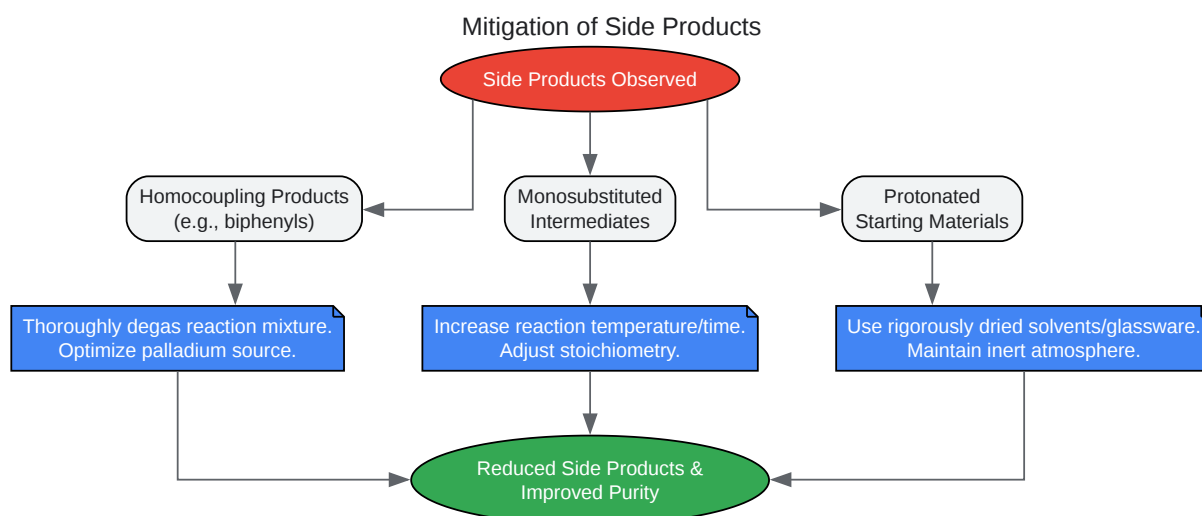 Mitigation of Side Products
Side Products Observed
Homocoupling Products
(e.g., biphenyls)
Monosubstituted
Intermediates
Protonated
Starting Materials
Thoroughly degas reaction mixture.
Optimize palladium source.
Increase reaction temperature/time.
Adjust stoichiometry.
Use rigorously dried solvents/glassware.
Maintain inert atmosphere.
Reduced Side Products &
Improved Purity